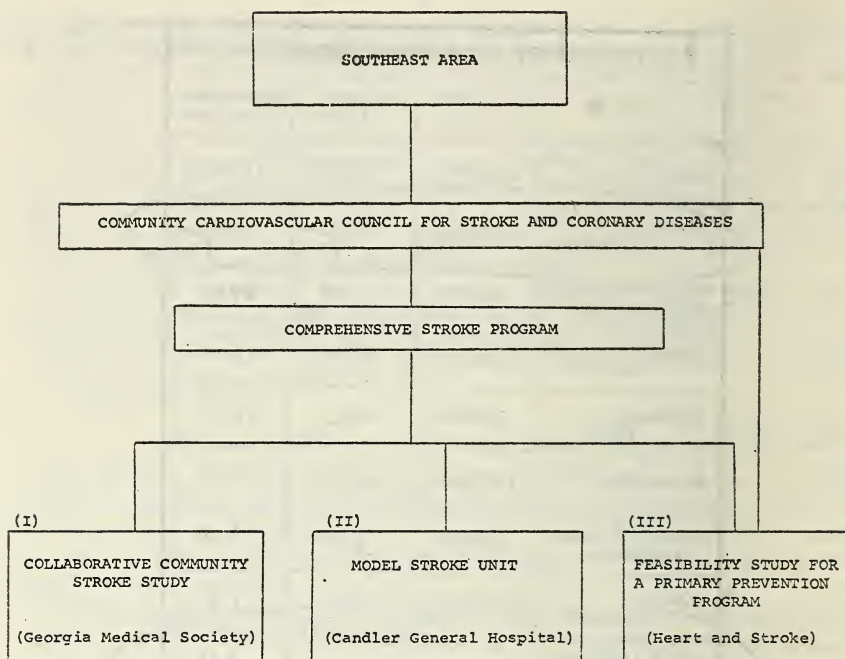 SOUTHEAST AREA
COMMUNITY CARDIOVASCULAR COUNCIL FOR STROKE AND CORONARY DISEASES
COMPREHENSIVE STROKE PROGRAM
(I)
COLLABORATIVE COMMUNITY
STROKE STUDY
(Georgia Medical Society)
(II)
MODEL STROKE UNIT
(Candler General Hospital)
(III)
FEASIBILITY STUDY FOR
A PRIMARY PREVENTION
PROGRAM
(Heart and Stroke)